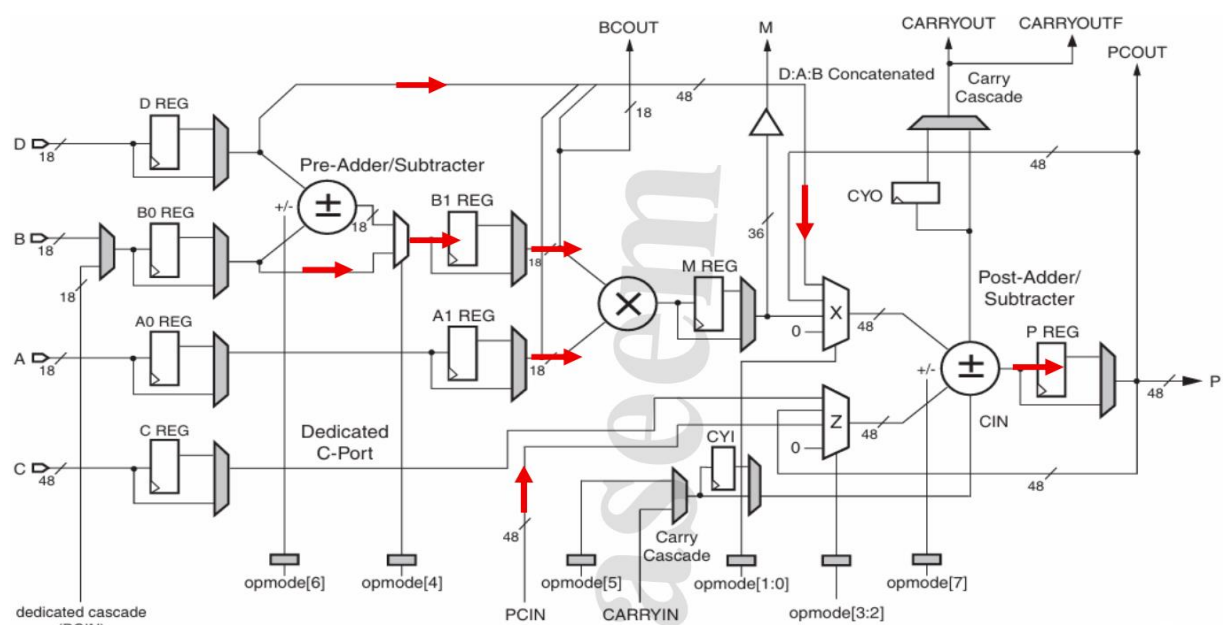 BCOUT
M
CARRYOUT
CARRYOUTF
PCOUT
D:A:B Concatenated
Carry
Cascade
48
18
D REG
D
18
Pre-Adder/Subtracter
+/-
±
18
B0 REG
B1 REG
B
18
18
18
48
CYO
36
M REG
Post-Adder/
Subtracter
X
48
P REG
0
A0 REG
A1 REG
A
18
18
×
+/-
±
48
P
CIN
C REG
Dedicated
C-Port
C
48
Z
48
0
CYI
48
48
Carry
Cascade
opmode[6]
opmode[4]
opmode[5]
opmode[1:0]
opmode[7]
opmode[3:2]
dedicated cascade
PCIN
CARRYIN
aseem